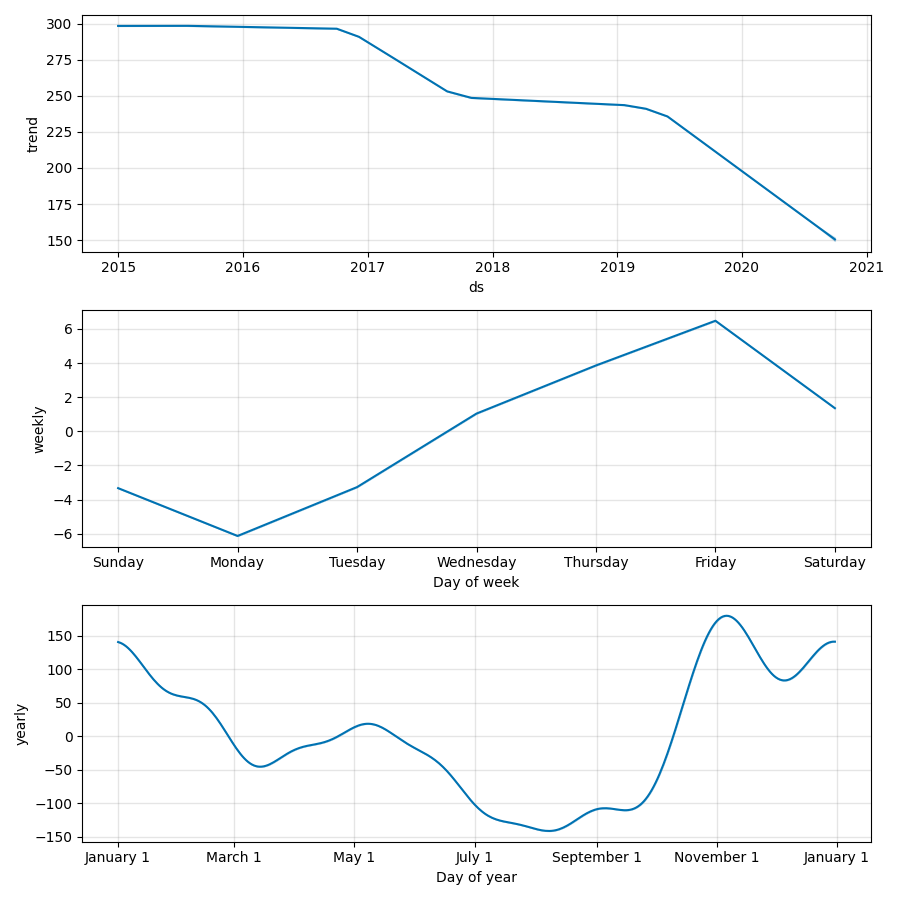 300
275
250
225
200
175
150
trend
2015 2016 2017 2018 2019 2020 2021
ds
6
4
2
0
−2
−4
−6
weekly
Sunday Monday Tuesday Wednesday Thursday Friday Saturday
Day of week
150
100
50
0
−50
−100
−150
yearly
January 1 March 1 May 1 July 1 September 1 November 1 January 1
Day of year